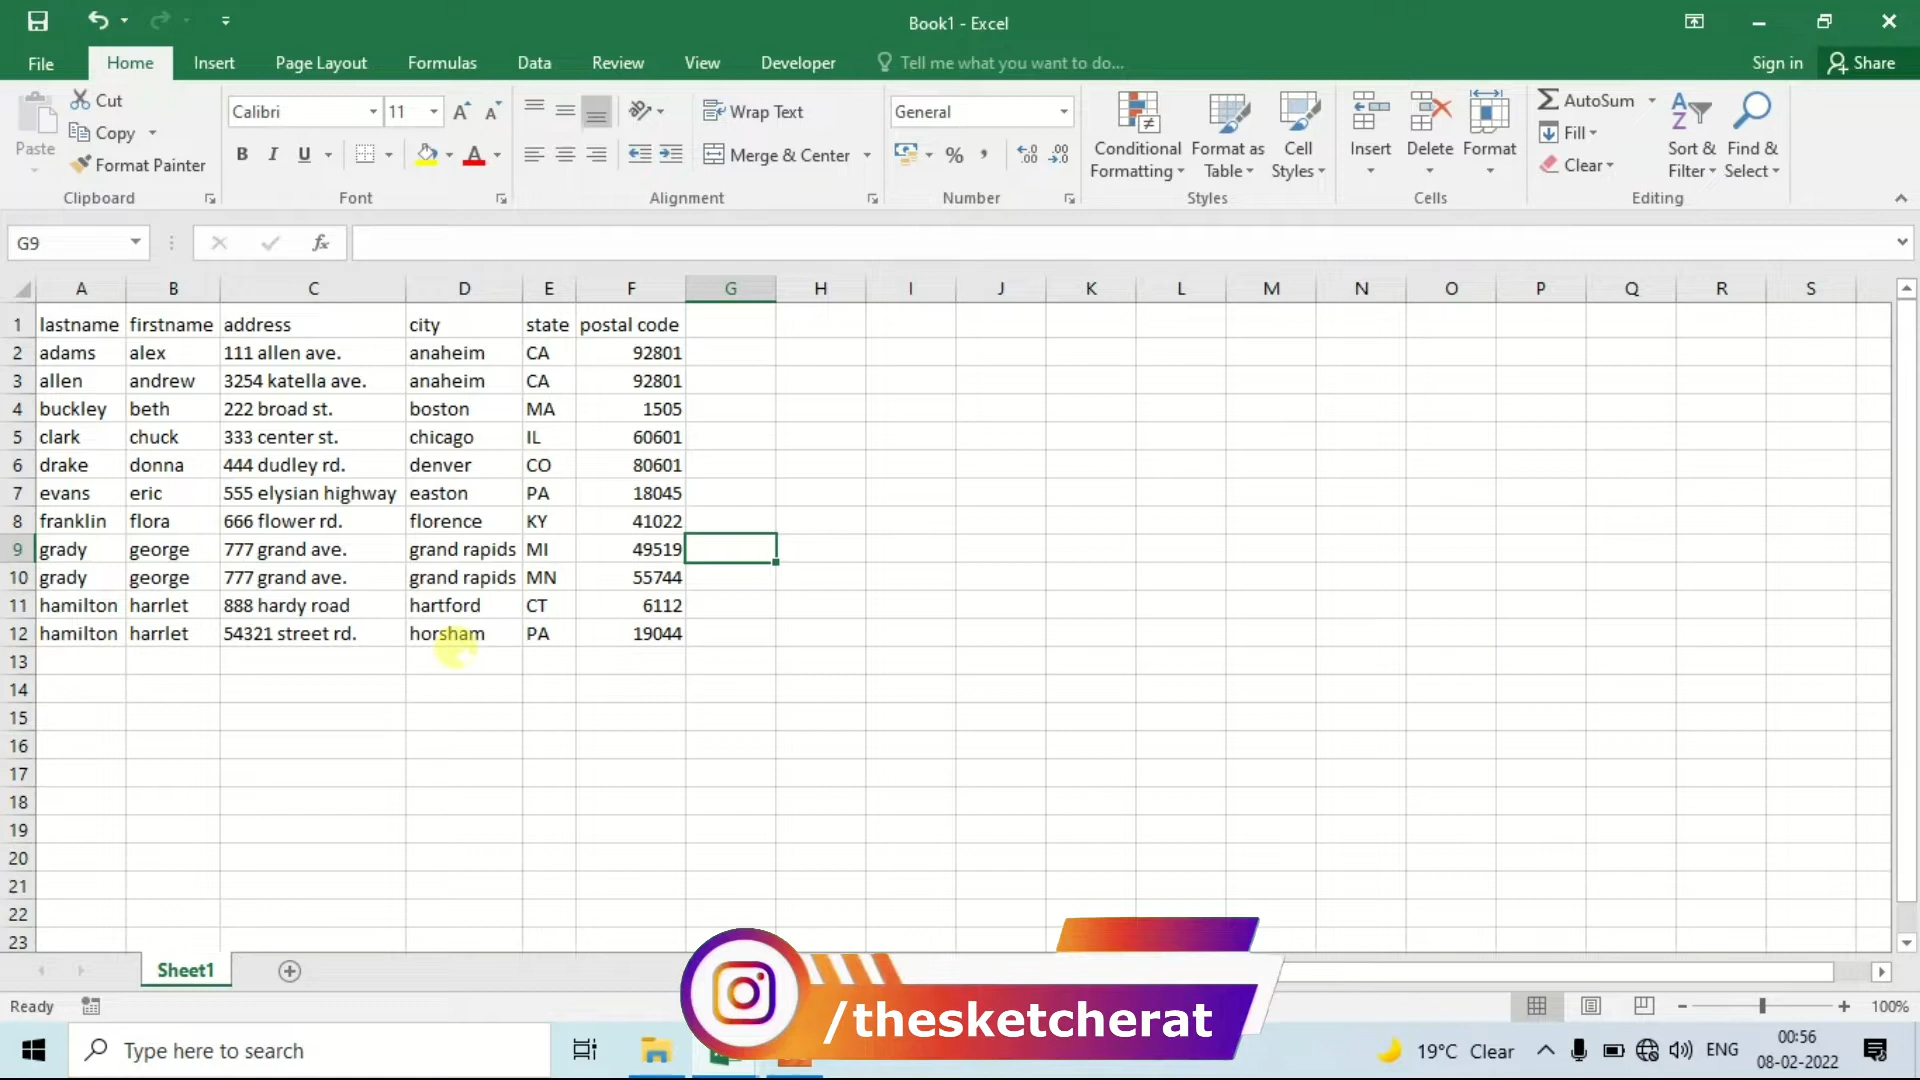 Book1 - Excel
File Home Insert Page Layout Formulas Data Review View Developer Tell me what you want to do... Sign in Share
Paste
Cut
Copy
Format Painter
Clipboard
Calibri 11
B I U A
Font
Wrap Text
Merge & Center
Alignment
General
%
Number
Conditional Formatting
Format as Table
Cell Styles
Styles
Insert
Delete
Format
Cells
AutoSum
Fill
Clear
Sort & Filter
Find & Select
Editing
G9 fx
A B C D E F G H I J K L M N O P Q R S
1 lastname firstname address city state postal code
2 adams alex 111 allen ave. anaheim CA 92801
3 allen andrew 3254 katella ave. anaheim CA 92801
4 buckley beth 222 broad st. boston MA 1505
5 clark chuck 333 center st. chicago IL 60601
6 drake donna 444 dudley rd. denver CO 80601
7 evans eric 555 elysian highway easton PA 18045
8 franklin flora 666 flower rd. florence KY 41022
9 grady george 777 grand ave. grand rapids MI 49519
10 grady george 777 grand ave. grand rapids MN 55744
11 hamilton harrlet 888 hardy road hartford CT 6112
12 hamilton harrlet 54321 street rd. horsham PA 19044
13
14
15
16
17
18
19
20
21
22
23
Sheet1
Ready
100%
/thesketcherat
Type here to search
19°C Clear
ENG
00:56
08-02-2022